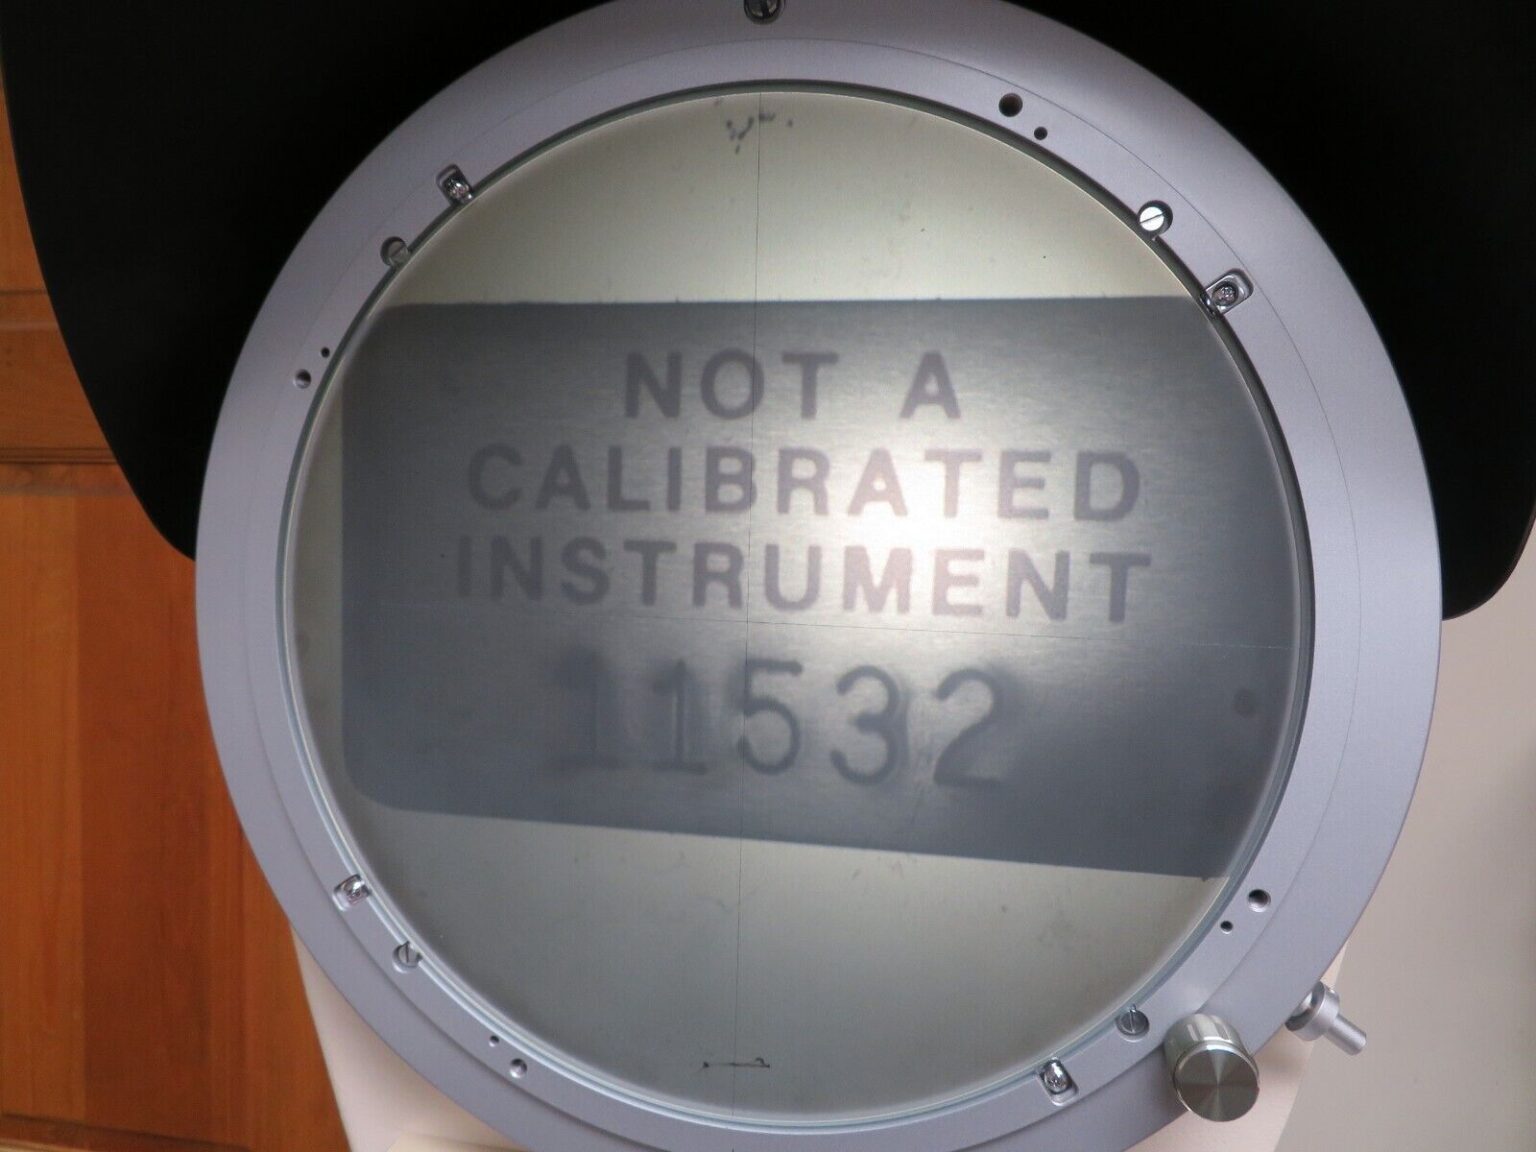 NOT A
CALIBRATED
INSTRUMENT
11532